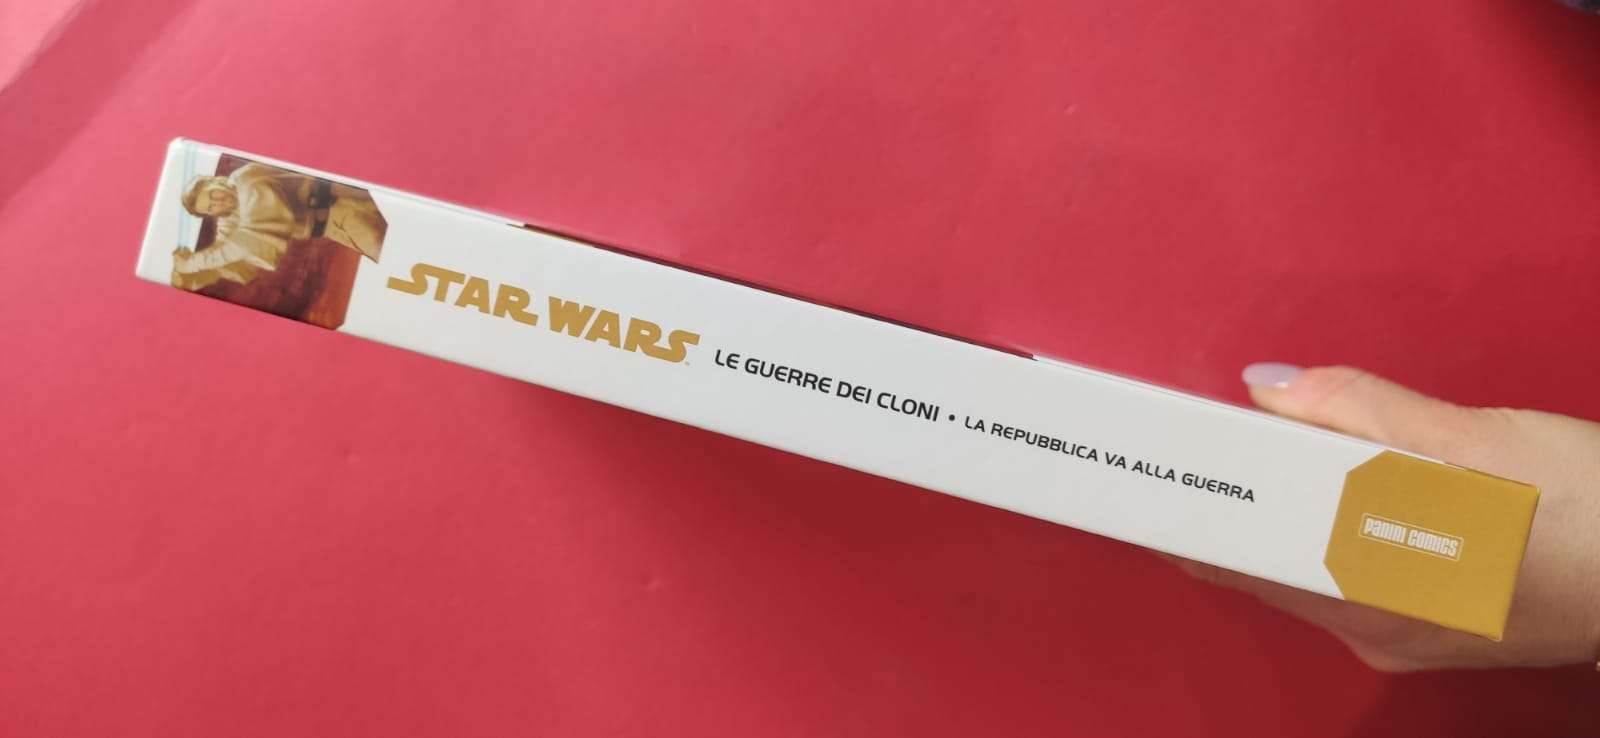 STAR WARS
LE GUERRE DEI CLONI • LA REPUBBLICA VA ALLA GUERRA
PANINI COMICS